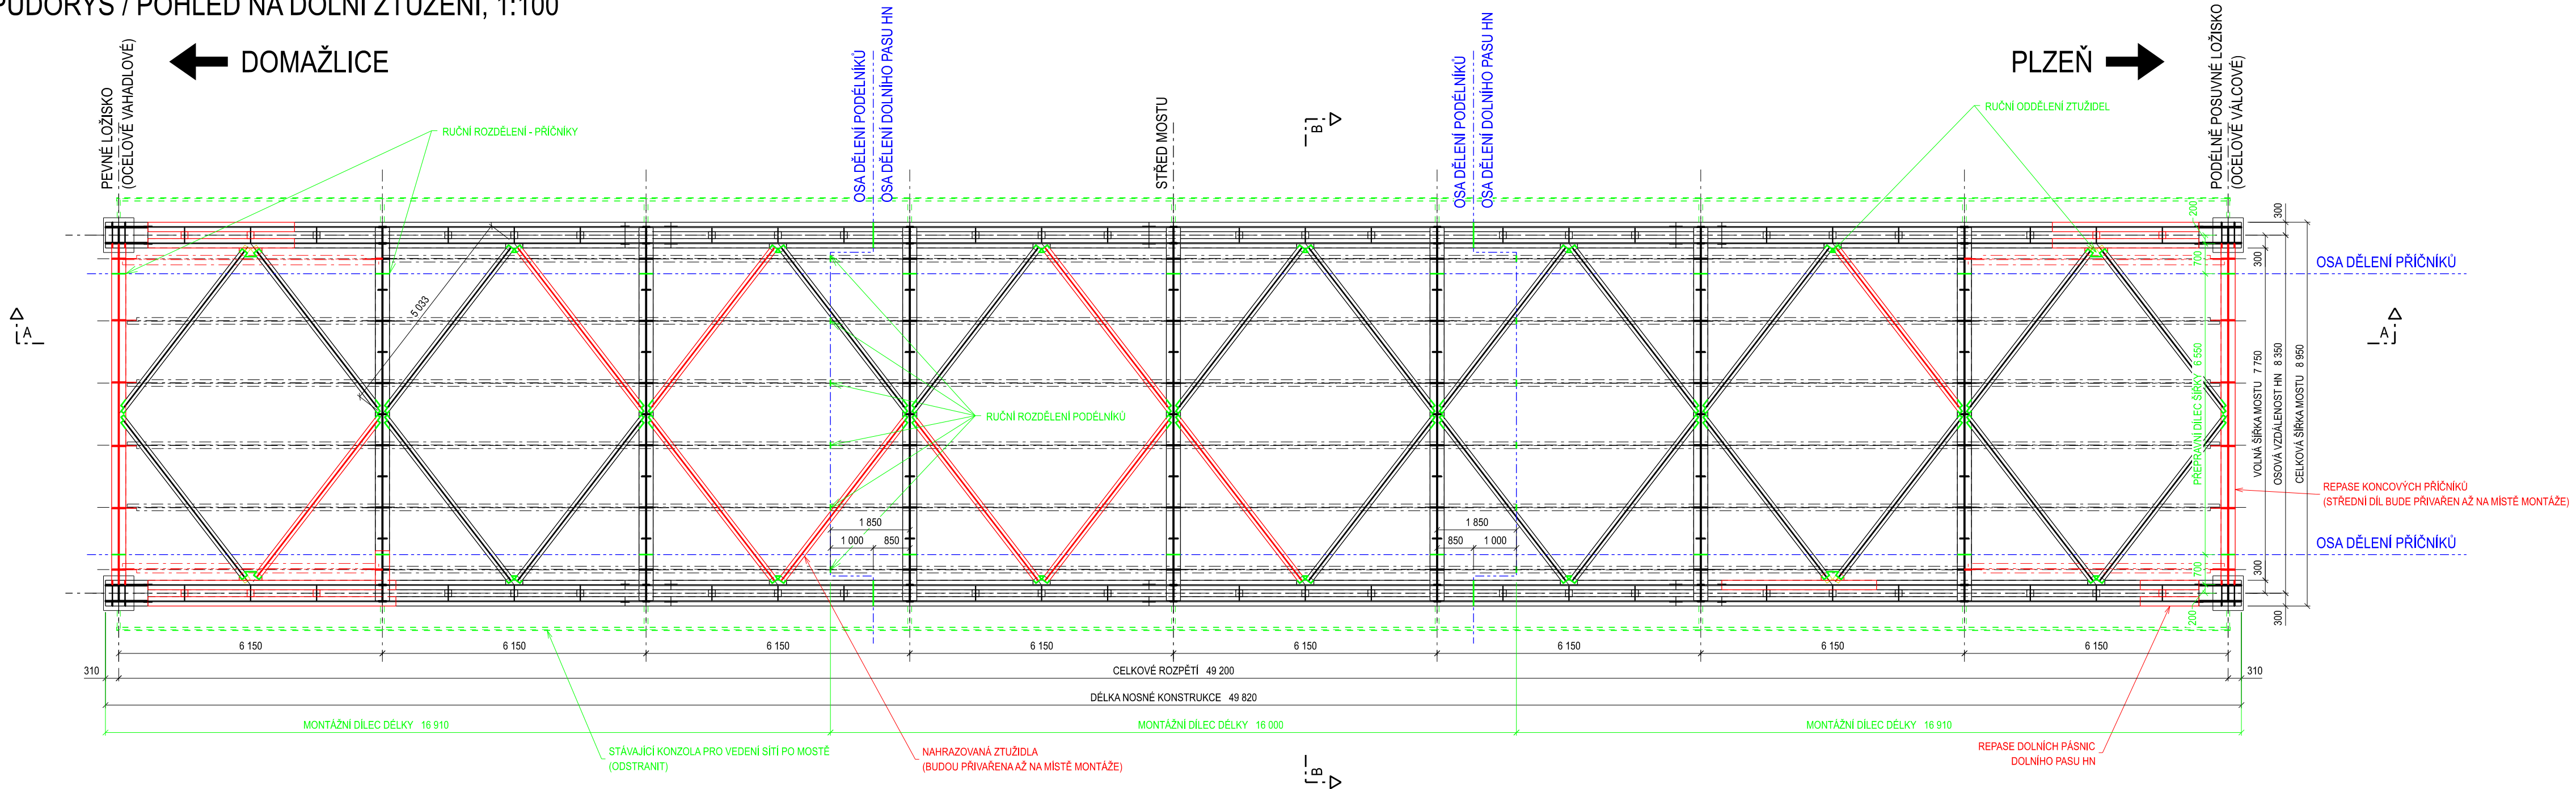 PŮDORYS / POHLED NA DOLNÍ ZTUŽENÍ, 1:100
DOMAŽLICE
PLZEŇ
PEVNÉ LOŽISKO
(OCELOVÉ VAHADLOVÉ)
RUČNÍ ROZDĚLENÍ - PŘÍČNÍKY
OSA DĚLENÍ PODÉLNÍKŮ
OSA DĚLENÍ DOLNÍHO PASU HN
STŘED MOSTU
B
OSA DĚLENÍ PODÉLNÍKŮ
OSA DĚLENÍ DOLNÍHO PASU HN
RUČNÍ ODDĚLENÍ ZTUŽIDEL
PODÉLNĚ POSUVNÉ LOŽISKO
(OCELOVÉ VÁLCOVÉ)
200
300
700
300
OSA DĚLENÍ PŘÍČNÍKŮ
5 033
A
A
PŘEPRAVNÍ DÍLEC ŠÍŘKY 6 550
VOLNÁ ŠÍŘKA MOSTU 7 750
OSOVÁ VZDÁLENOST HN 8 350
CELKOVÁ ŠÍŘKA MOSTU 8 950
RUČNÍ ROZDĚLENÍ PODÉLNÍKŮ
REPASE KONCOVÝCH PŘÍČNÍKŮ
(STŘEDNÍ DÍL BUDE PŘIVAŘEN AŽ NA MÍSTĚ MONTÁŽE)
1 850
1 000 850
1 850
850 1 000
OSA DĚLENÍ PŘÍČNÍKŮ
700
300
200
300
6 150 6 150 6 150 6 150 6 150 6 150 6 150 6 150
310 CELKOVÉ ROZPĚTÍ 49 200 310
DÉLKA NOSNÉ KONSTRUKCE 49 820
MONTÁŽNÍ DÍLEC DÉLKY 16 910 MONTÁŽNÍ DÍLEC DÉLKY 16 000 MONTÁŽNÍ DÍLEC DÉLKY 16 910
STÁVAJÍCÍ KONZOLA PRO VEDENÍ SÍTÍ PO MOSTĚ
(ODSTRANIT)
NAHRAZOVANÁ ZTUŽIDLA
(BUDOU PŘIVAŘENA AŽ NA MÍSTĚ MONTÁŽE)
B
REPASE DOLNÍCH PÁSNIC
DOLNÍHO PASU HN